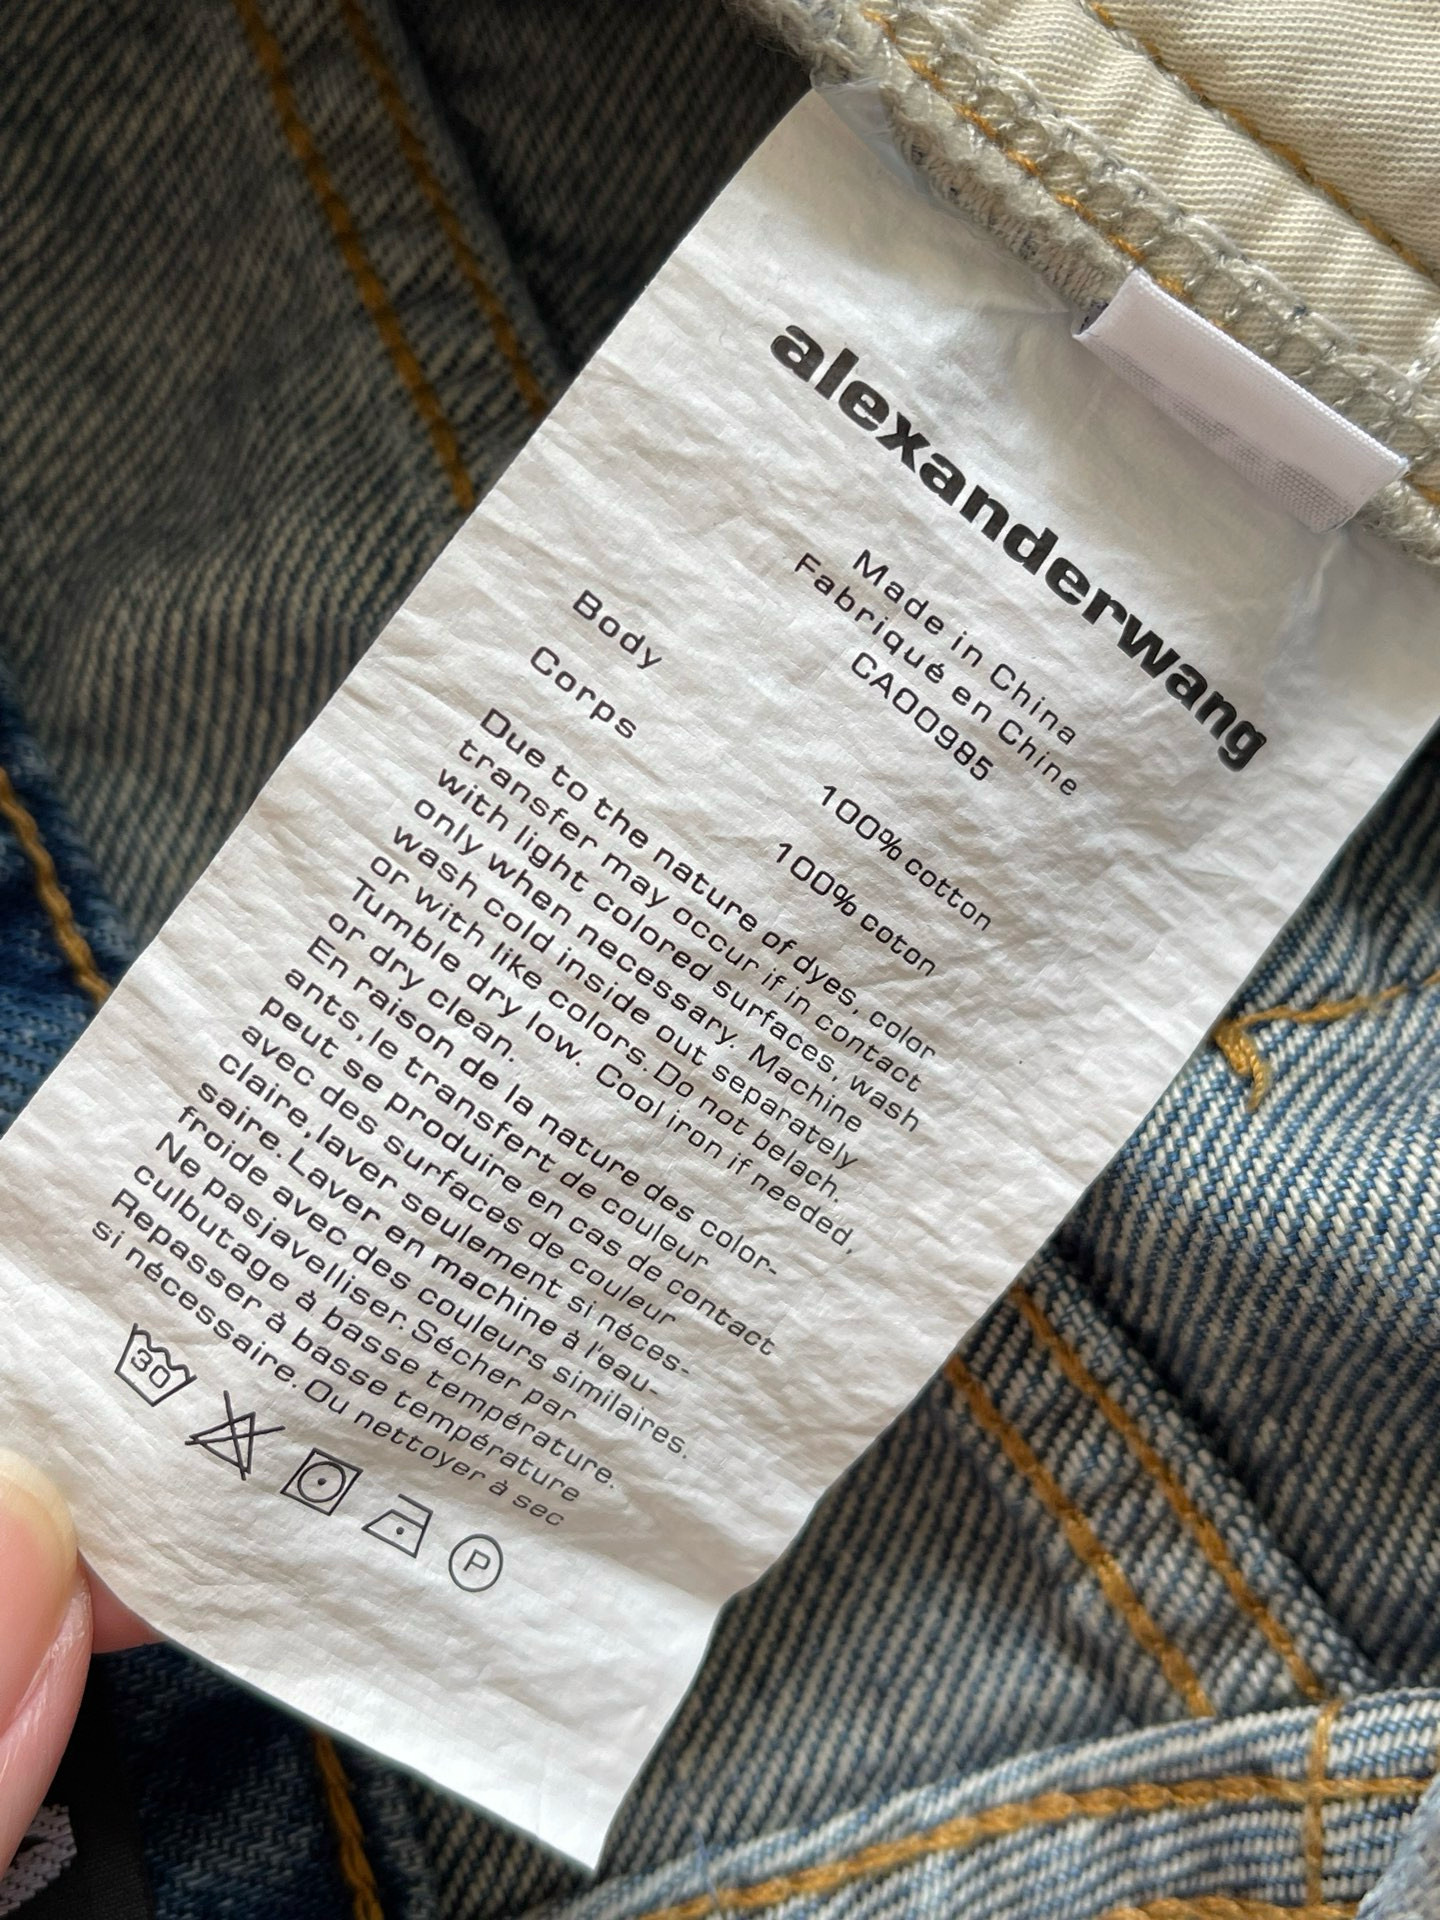 alexanderwang
Made in China
Fabriqué en Chine
CA00985
Body 100% cotton
Corps 100% coton
Due to the nature of dyes, color
transfer may occur if in contact
with light colored surfaces, wash
only when necessary. Machine
wash cold inside out separately
or with like colors. Do not belach.
Tumble dry low. Cool iron if needed,
or dry clean.
En raison de la nature des color-
ants,le transfert de couleur
peut se produire en cas de contact
avec des surfaces de couleur
claire,laver seulement si néces-
saire. Laver en machine à l'eau-
froide avec des couleurs similaires.
Ne pasjavelliser. Sécher par
culbutage à basse température.
Repasser à basse température
si nécessaire. Ou nettoyer à sec
30
P